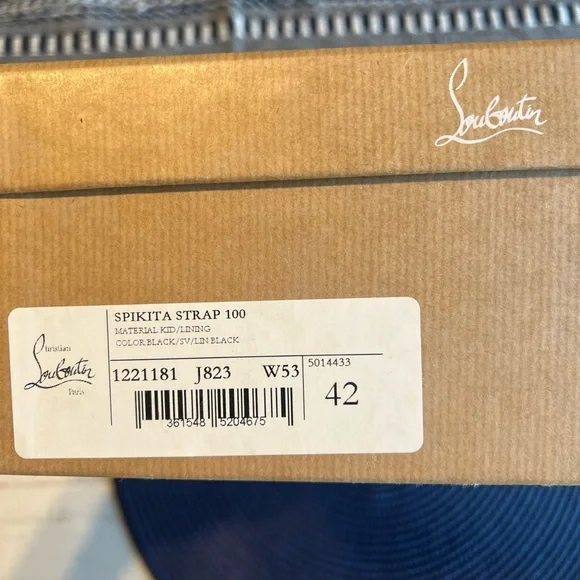 Louboutin
SPIKITA STRAP 100
MATERIAL KID/LINING
COLOR BLACK/SV/LIN BLACK
Christian
Louboutin
Paris
1221181 J823 W53
5014433
42
361548 5204675